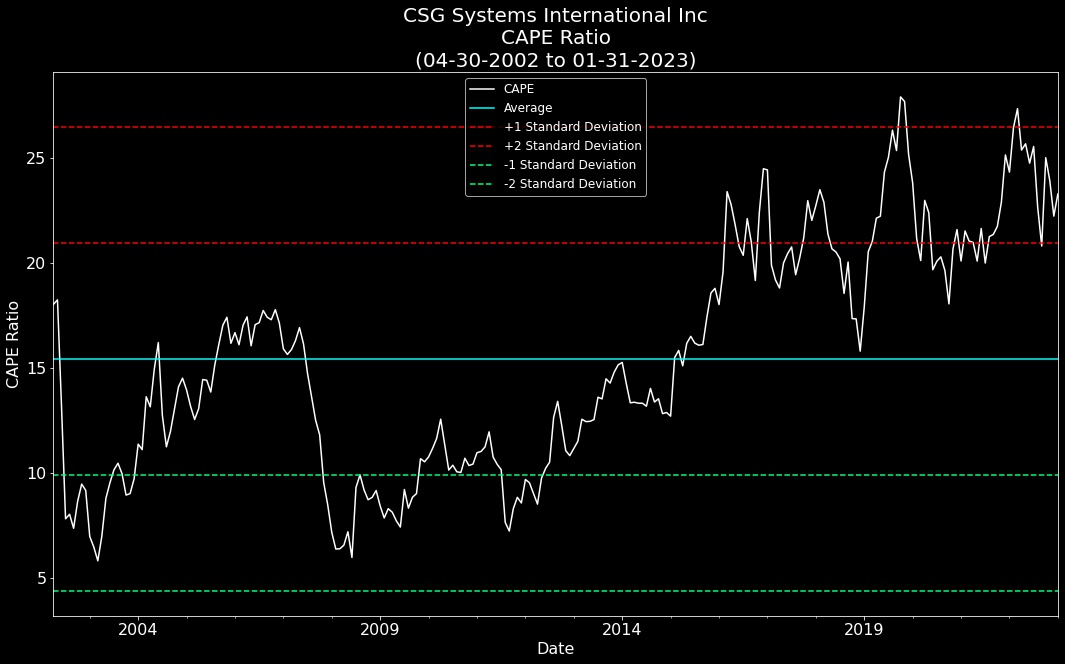 CSG Systems International Inc
CAPE Ratio
(04-30-2002 to 01-31-2023)
CAPE
Average
+1 Standard Deviation
+2 Standard Deviation
-1 Standard Deviation
-2 Standard Deviation
CAPE Ratio
25
20
15
10
5
2004
2009
2014
2019
Date